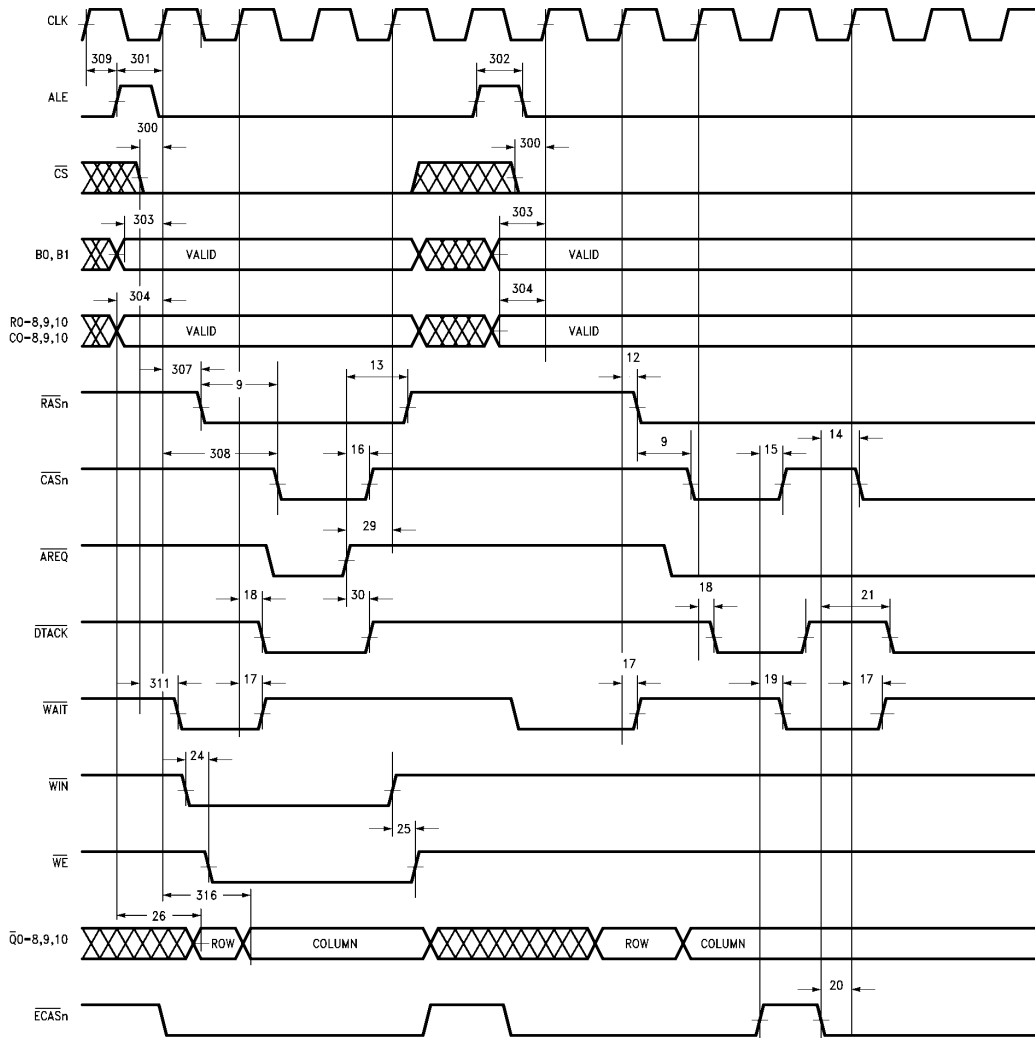 CLK
309 301 302
ALE
300 300
CS
303 303
B0, B1 VALID VALID
304 304
R0-8,9,10 VALID VALID
C0-8,9,10
307 9 13 12
RASn
308 16 9 15 14
CASn
29
AREQ
18 30 18 21
DTACK
311 17 17 19 17
WAIT
24
WIN
25
WE
316
26
Q0-8,9,10 ROW COLUMN ROW COLUMN
20
ECASn